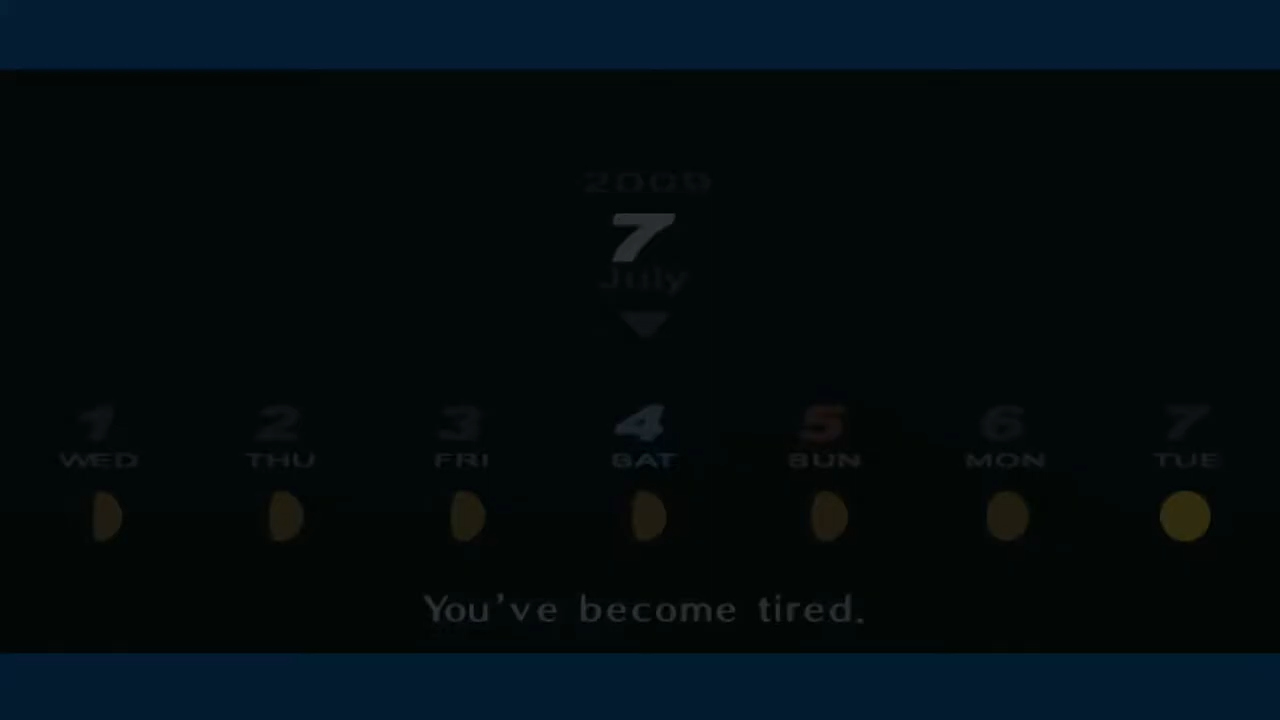 2009
7
July
1 2 3 4 5 6 7
WED THU FRI SAT SUN MON TUE
You've become tired.